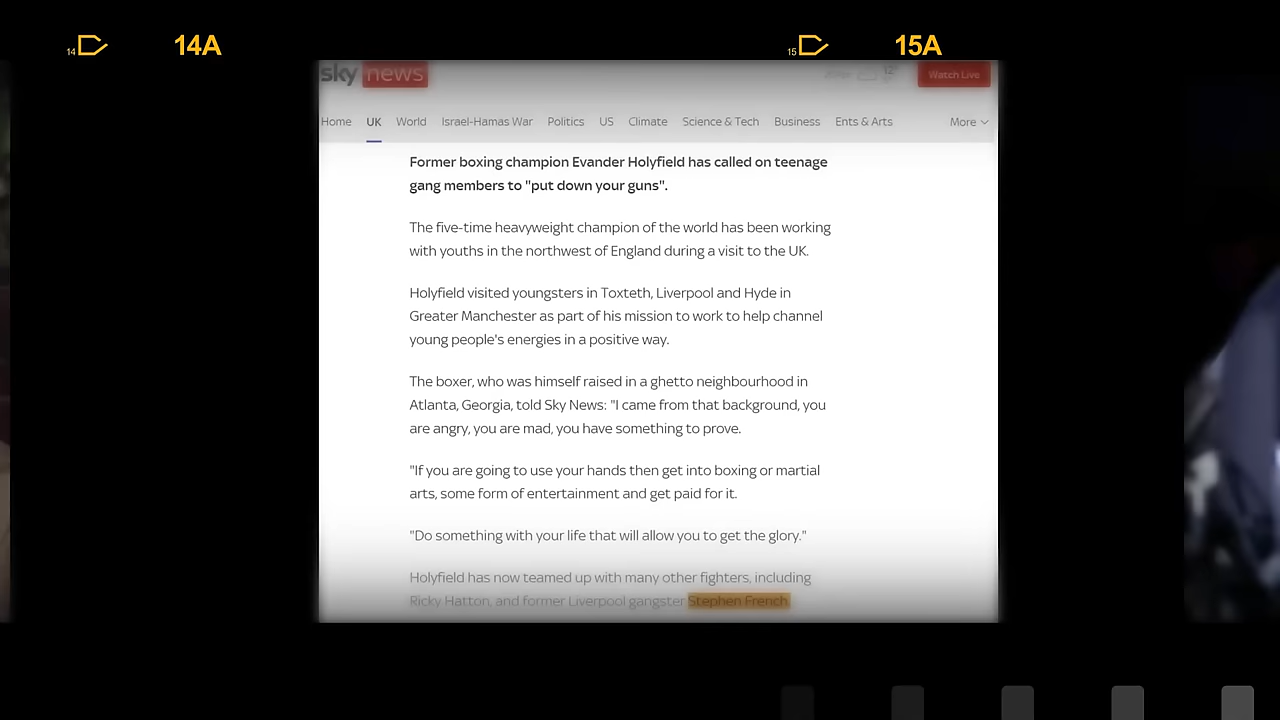 14 14A 15 15A
sky news
Watch Live
Home UK World Israel-Hamas War Politics US Climate Science & Tech Business Ents & Arts More
Former boxing champion Evander Holyfield has called on teenage
gang members to "put down your guns".
The five-time heavyweight champion of the world has been working
with youths in the northwest of England during a visit to the UK.
Holyfield visited youngsters in Toxteth, Liverpool and Hyde in
Greater Manchester as part of his mission to work to help channel
young people's energies in a positive way.
The boxer, who was himself raised in a ghetto neighbourhood in
Atlanta, Georgia, told Sky News: "I came from that background, you
are angry, you are mad, you have something to prove.
"If you are going to use your hands then get into boxing or martial
arts, some form of entertainment and get paid for it.
"Do something with your life that will allow you to get the glory."
Holyfield has now teamed up with many other fighters, including
Ricky Hatton, and former Liverpool gangster Stephen French